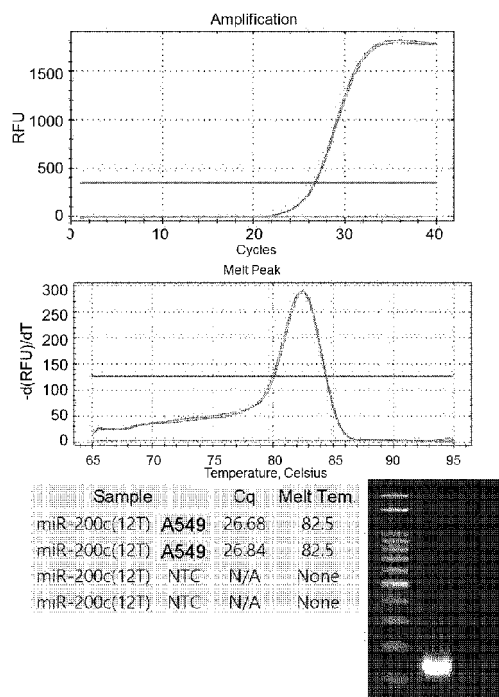 Amplification
RFU
1500
1000
500
0
0 10 20 30 40
Cycles
Melt Peak
-d(RFU)/dT
300
250
200
150
100
50
0
65 70 75 80 85 90 95
Temperature, Celsius
Sample Cq Melt Tem.
miR-200c(12T) A549 26.68 82.5
miR-200c(12T) A549 26.84 82.5
miR-200c(12T) NTC N/A None
miR-200c(12T) NTC N/A None